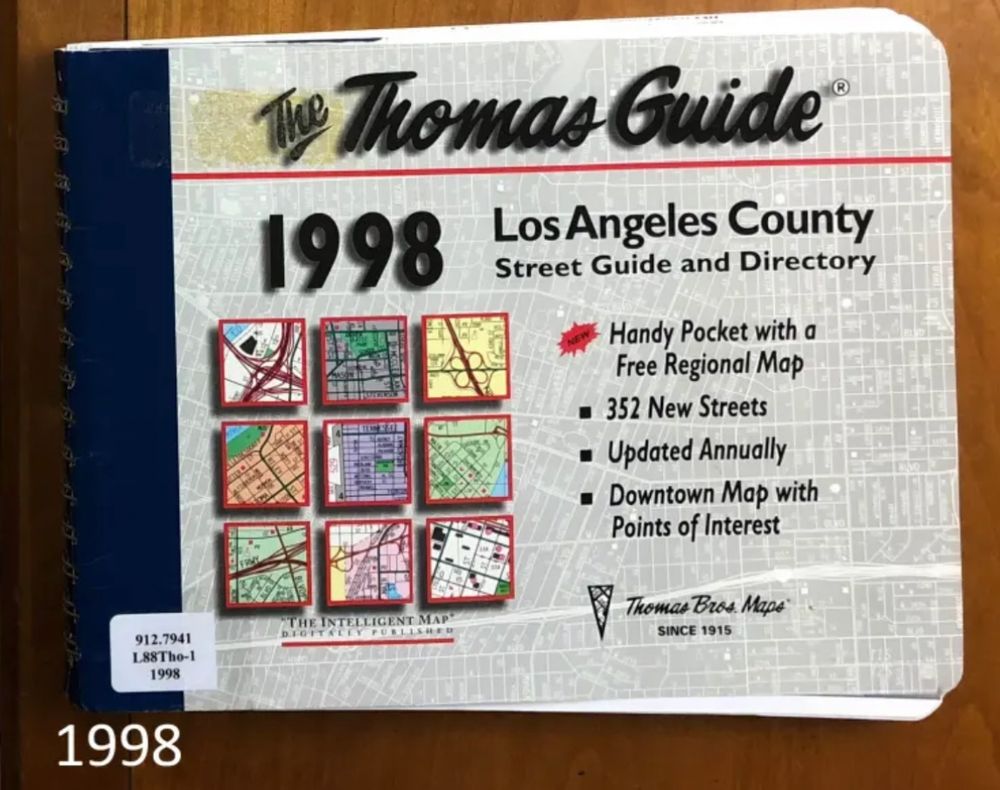 The Thomas Guide®
1998
Los Angeles County
Street Guide and Directory
NEW
Handy Pocket with a
Free Regional Map
■ 352 New Streets
■ Updated Annually
■ Downtown Map with
Points of Interest
"THE INTELLIGENT MAP"
DIGITALLY PUBLISHED
Thomas Bros. Maps®
SINCE 1915
912.7941
L88Tho-1
1998
1998